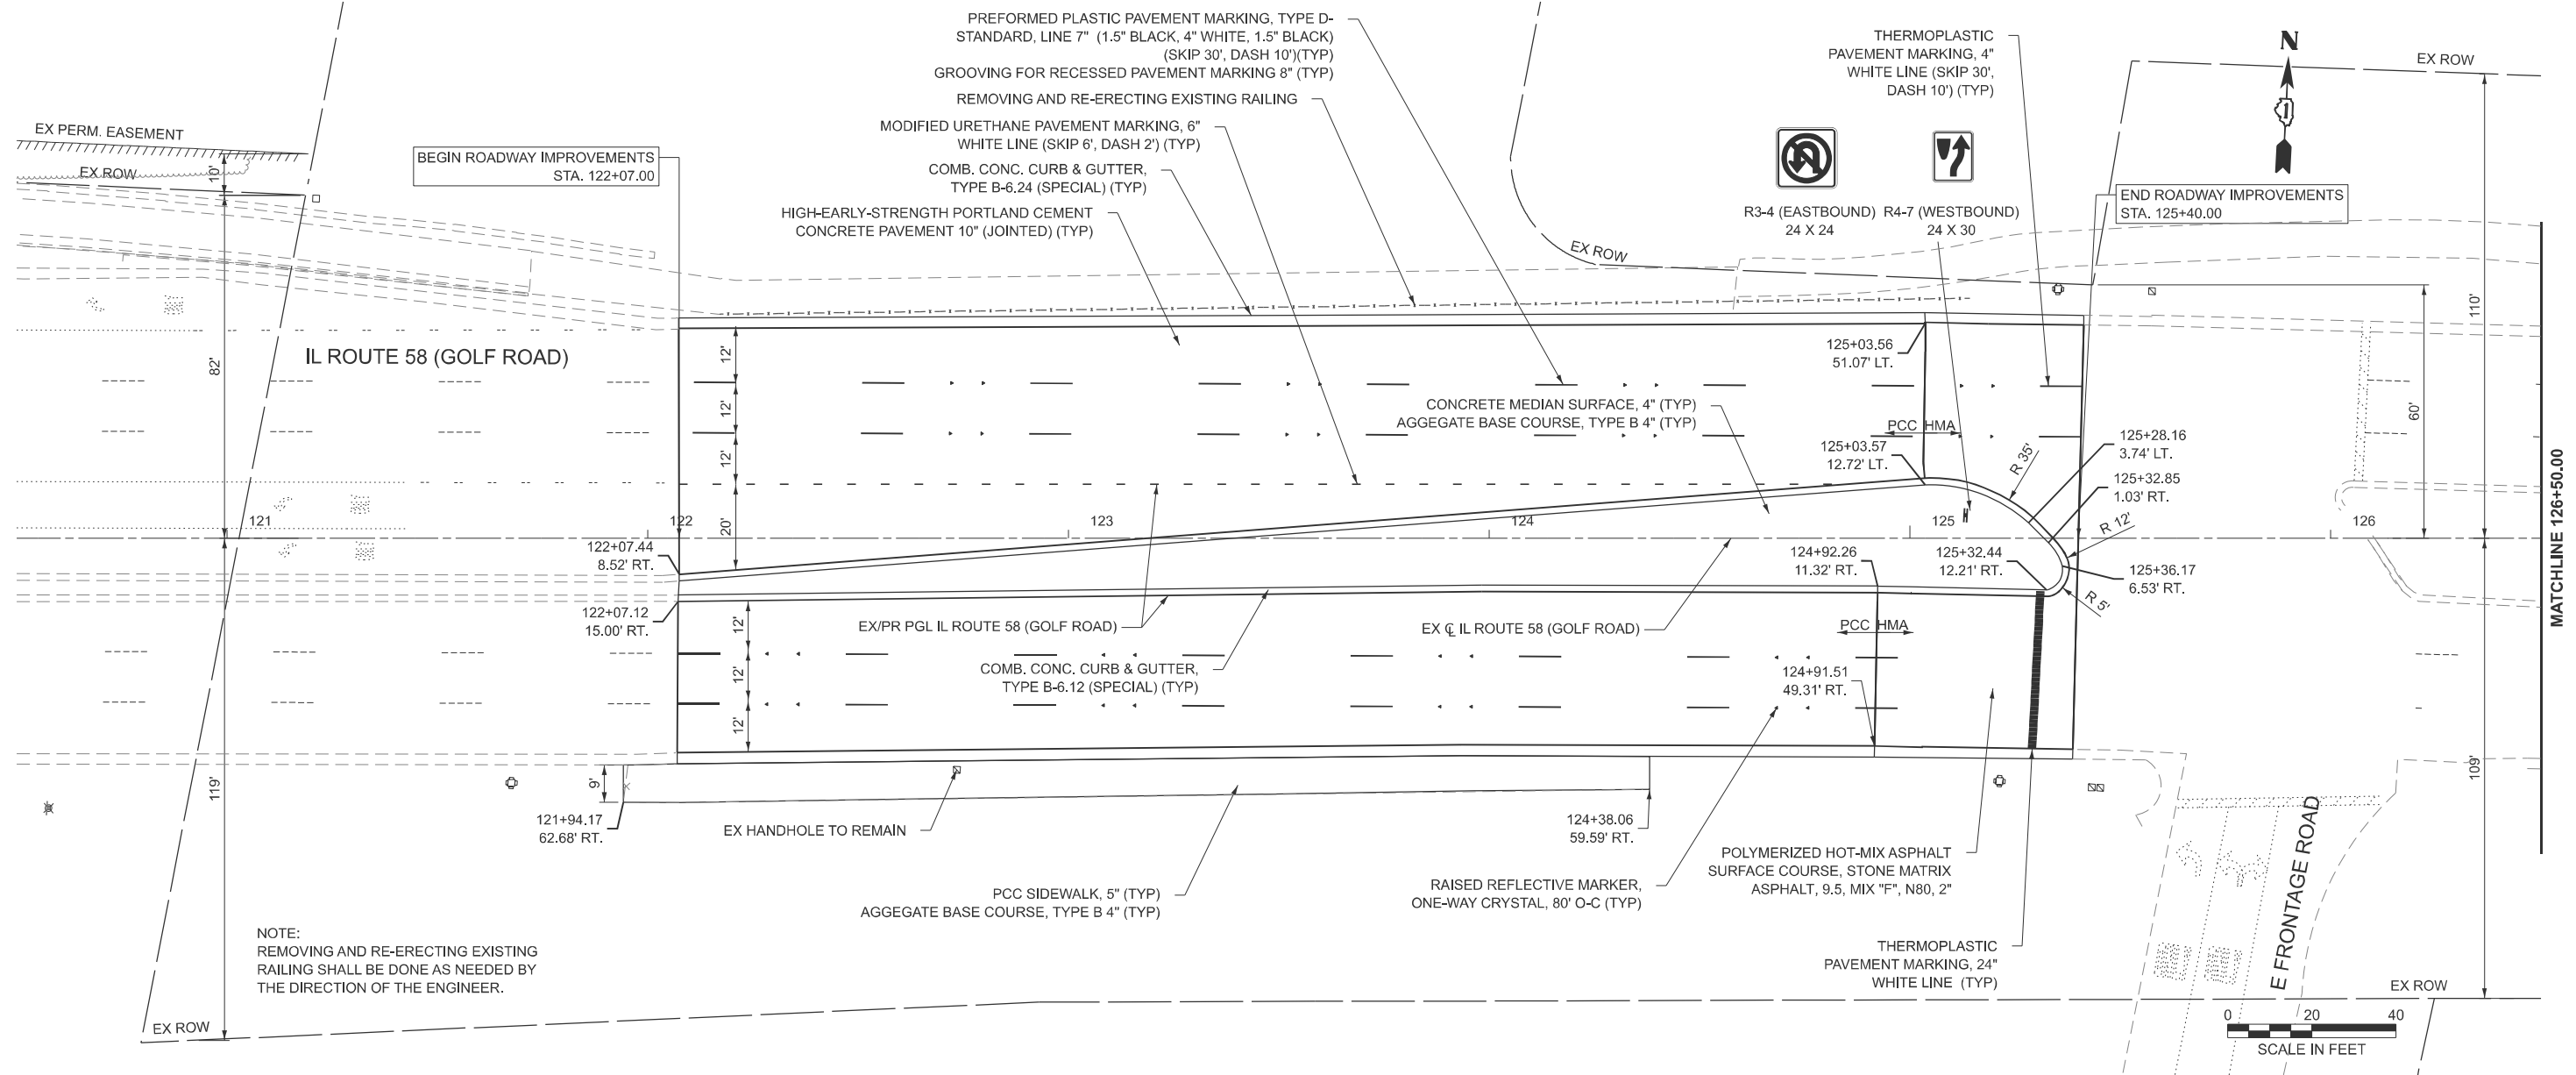 PREFORMED PLASTIC PAVEMENT MARKING, TYPE D-
STANDARD, LINE 7" (1.5" BLACK, 4" WHITE, 1.5" BLACK)
(SKIP 30', DASH 10')(TYP)
GROOVING FOR RECESSED PAVEMENT MARKING 8" (TYP)
REMOVING AND RE-ERECTING EXISTING RAILING
MODIFIED URETHANE PAVEMENT MARKING, 6"
WHITE LINE (SKIP 6', DASH 2') (TYP)
COMB. CONC. CURB & GUTTER,
TYPE B-6.24 (SPECIAL) (TYP)
HIGH-EARLY-STRENGTH PORTLAND CEMENT
CONCRETE PAVEMENT 10" (JOINTED) (TYP)
THERMOPLASTIC
PAVEMENT MARKING, 4"
WHITE LINE (SKIP 30',
DASH 10') (TYP)
N
1
EX ROW
EX PERM. EASEMENT
EX ROW
10'
BEGIN ROADWAY IMPROVEMENTS
STA. 122+07.00
R3-4 (EASTBOUND)
24 X 24
R4-7 (WESTBOUND)
24 X 30
END ROADWAY IMPROVEMENTS
STA. 125+40.00
EX ROW
IL ROUTE 58 (GOLF ROAD)
82'
12'
12'
12'
20'
125+03.56
51.07' LT.
110'
60'
CONCRETE MEDIAN SURFACE, 4" (TYP)
AGGEGATE BASE COURSE, TYPE B 4" (TYP)
PCC HMA
125+03.57
12.72' LT.
R 35'
125+28.16
3.74' LT.
125+32.85
1.03' RT.
R 12'
MATCHLINE 126+50.00
121
122
123
124
125
126
122+07.44
8.52' RT.
124+92.26
11.32' RT.
125+32.44
12.21' RT.
125+36.17
6.53' RT.
R 5'
122+07.12
15.00' RT.
12'
12'
12'
EX/PR PGL IL ROUTE 58 (GOLF ROAD)
EX ℄ IL ROUTE 58 (GOLF ROAD)
PCC HMA
COMB. CONC. CURB & GUTTER,
TYPE B-6.12 (SPECIAL) (TYP)
124+91.51
49.31' RT.
119'
109'
9'
121+94.17
62.68' RT.
EX HANDHOLE TO REMAIN
124+38.06
59.59' RT.
PCC SIDEWALK, 5" (TYP)
AGGEGATE BASE COURSE, TYPE B 4" (TYP)
RAISED REFLECTIVE MARKER,
ONE-WAY CRYSTAL, 80' O-C (TYP)
POLYMERIZED HOT-MIX ASPHALT
SURFACE COURSE, STONE MATRIX
ASPHALT, 9.5, MIX "F", N80, 2"
THERMOPLASTIC
PAVEMENT MARKING, 24"
WHITE LINE (TYP)
E FRONTAGE ROAD
NOTE:
REMOVING AND RE-ERECTING EXISTING
RAILING SHALL BE DONE AS NEEDED BY
THE DIRECTION OF THE ENGINEER.
EX ROW
EX ROW
0 20 40
SCALE IN FEET